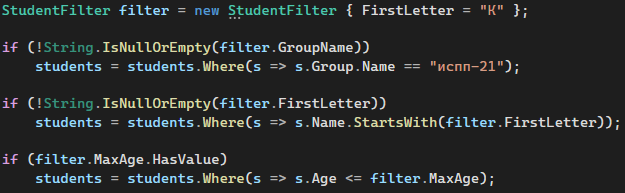 StudentFilter filter = new StudentFilter { FirstLetter = "К" };
if (!String.IsNullOrEmpty(filter.GroupName))
students = students.Where(s => s.Group.Name == "испп-21");
if (!String.IsNullOrEmpty(filter.FirstLetter))
students = students.Where(s => s.Name.StartsWith(filter.FirstLetter));
if (filter.MaxAge.HasValue)
students = students.Where(s => s.Age <= filter.MaxAge);